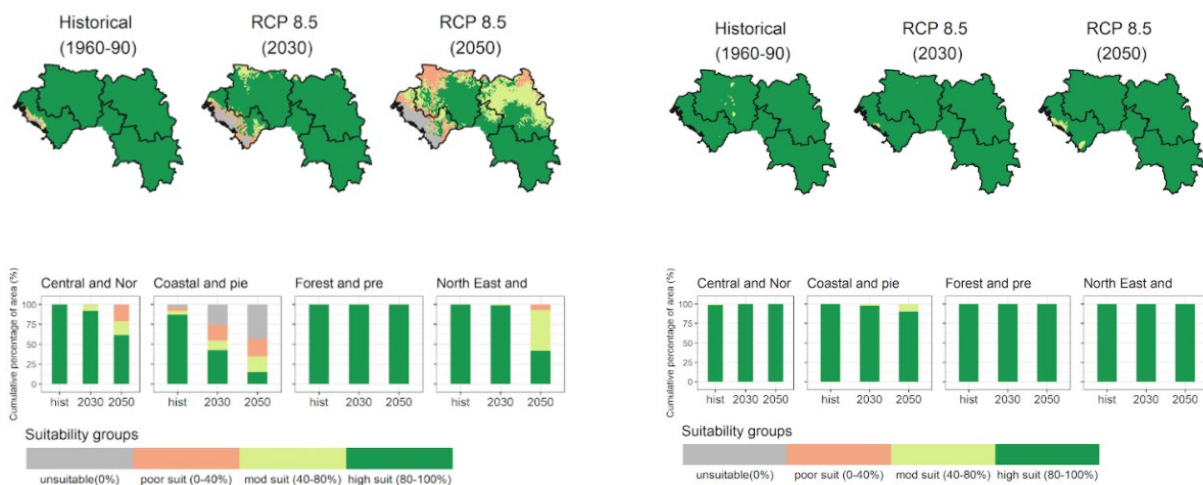 Historical
(1960-90)
RCP 8.5
(2030)
RCP 8.5
(2050)
Central and Nor
Coastal and pie
Forest and pre
North East and
Cumulative percentage of area (%)
100
75
50
25
0
hist 2030 2050
hist 2030 2050
hist 2030 2050
hist 2030 2050
Suitability groups
unsuitable(0%)
poor suit (0-40%)
mod suit (40-80%)
high suit (80-100%)
Historical
(1960-90)
RCP 8.5
(2030)
RCP 8.5
(2050)
Central and Nor
Coastal and pie
Forest and pre
North East and
Cumulative percentage of area (%)
100
75
50
25
0
hist 2030 2050
hist 2030 2050
hist 2030 2050
hist 2030 2050
Suitability groups
unsuitable(0%)
poor suit (0-40%)
mod suit (40-80%)
high suit (80-100%)